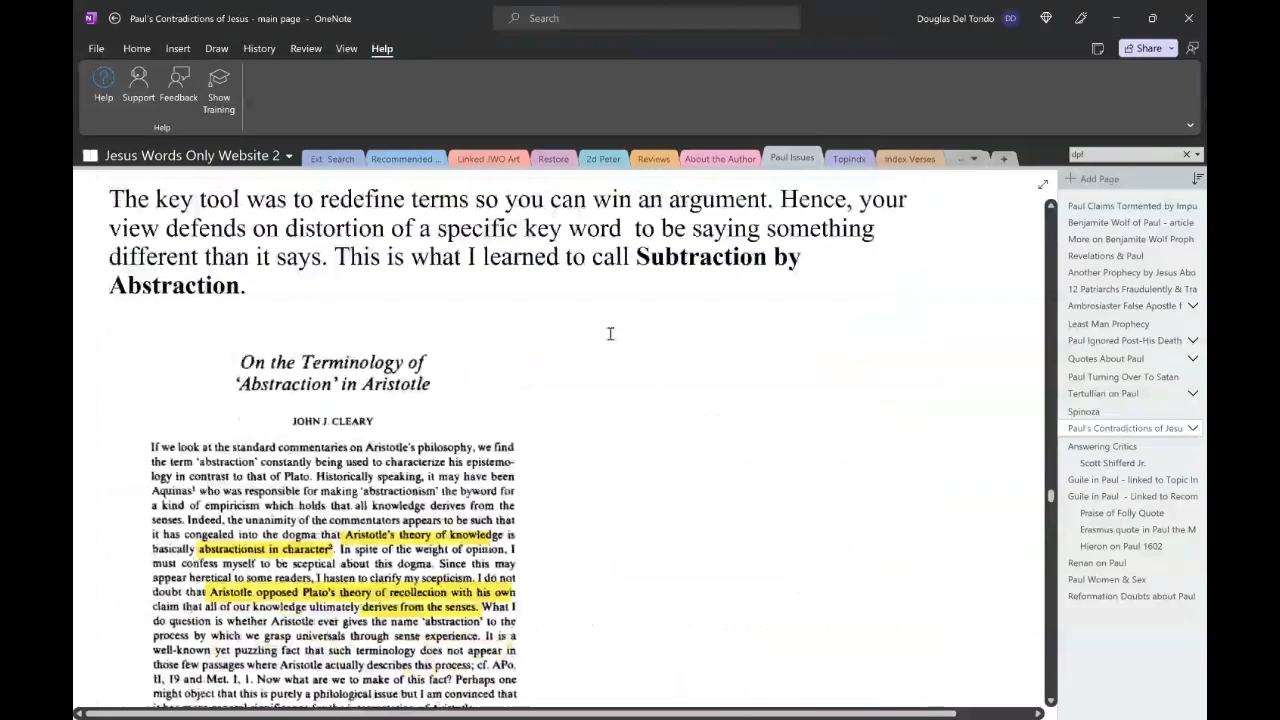 Paul's Contradictions of Jesus - main page - OneNote
Search
Douglas Del Tondo
DD
File Home Insert Draw History Review View Help
Share
Help Support Feedback Show Training
Help
Jesus Words Only Website 2
Ext. Search Recommended ... Linked JWO Art Restore 2d Peter Reviews About the Author Paul Issues Topindx Index Verses ... +
dpf
The key tool was to redefine terms so you can win an argument. Hence, your
view defends on distortion of a specific key word to be saying something
different than it says. This is what I learned to call Subtraction by
Abstraction.
On the Terminology of
'Abstraction' in Aristotle
JOHN J. CLEARY
If we look at the standard commentaries on Aristotle's philosophy, we find
the term 'abstraction' constantly being used to characterize his epistemo-
logy in contrast to that of Plato. Historically speaking, it may have been
Aquinas¹ who was responsible for making 'abstractionism' the byword for
a kind of empiricism which holds that all knowledge derives from the
senses. Indeed, the unanimity of the commentators appears to be such that
it has congealed into the dogma that Aristotle's theory of knowledge is
basically abstractionist in character². In spite of the weight of opinion, I
must confess myself to be sceptical about this dogma. Since this may
appear heretical to some readers, I hasten to clarify my scepticism. I do not
doubt that Aristotle opposed Plato's theory of recollection with his own
claim that all of our knowledge ultimately derives from the senses. What I
do question is whether Aristotle ever gives the name 'abstraction' to the
process by which we grasp universals through sense experience. It is a
well-known yet puzzling fact that such terminology does not appear in
those few passages where Aristotle actually describes this process; cf. APo.
II, 19 and Met. I, 1. Now what are we to make of this fact? Perhaps one
might object that this is purely a philological issue but I am convinced that
Add Page
Paul Claims Tormented by Impu
Benjamite Wolf of Paul - article
More on Benjamite Wolf Proph
Revelations & Paul
Another Prophecy by Jesus Abo
12 Patriarchs Fraudulently & Tra
Ambrosiaster False Apostle f
Least Man Prophecy
Paul Ignored Post-His Death
Quotes About Paul
Paul Turning Over To Satan
Tertullian on Paul
Spinoza
Paul's Contradictions of Jesu
Answering Critics
Scott Shifferd Jr.
Guile in Paul - linked to Topic In
Guile in Paul - Linked to Recom
Praise of Folly Quote
Erasmus quote in Paul the M
Hieron on Paul 1602
Renan on Paul
Paul Women & Sex
Reformation Doubts about Paul